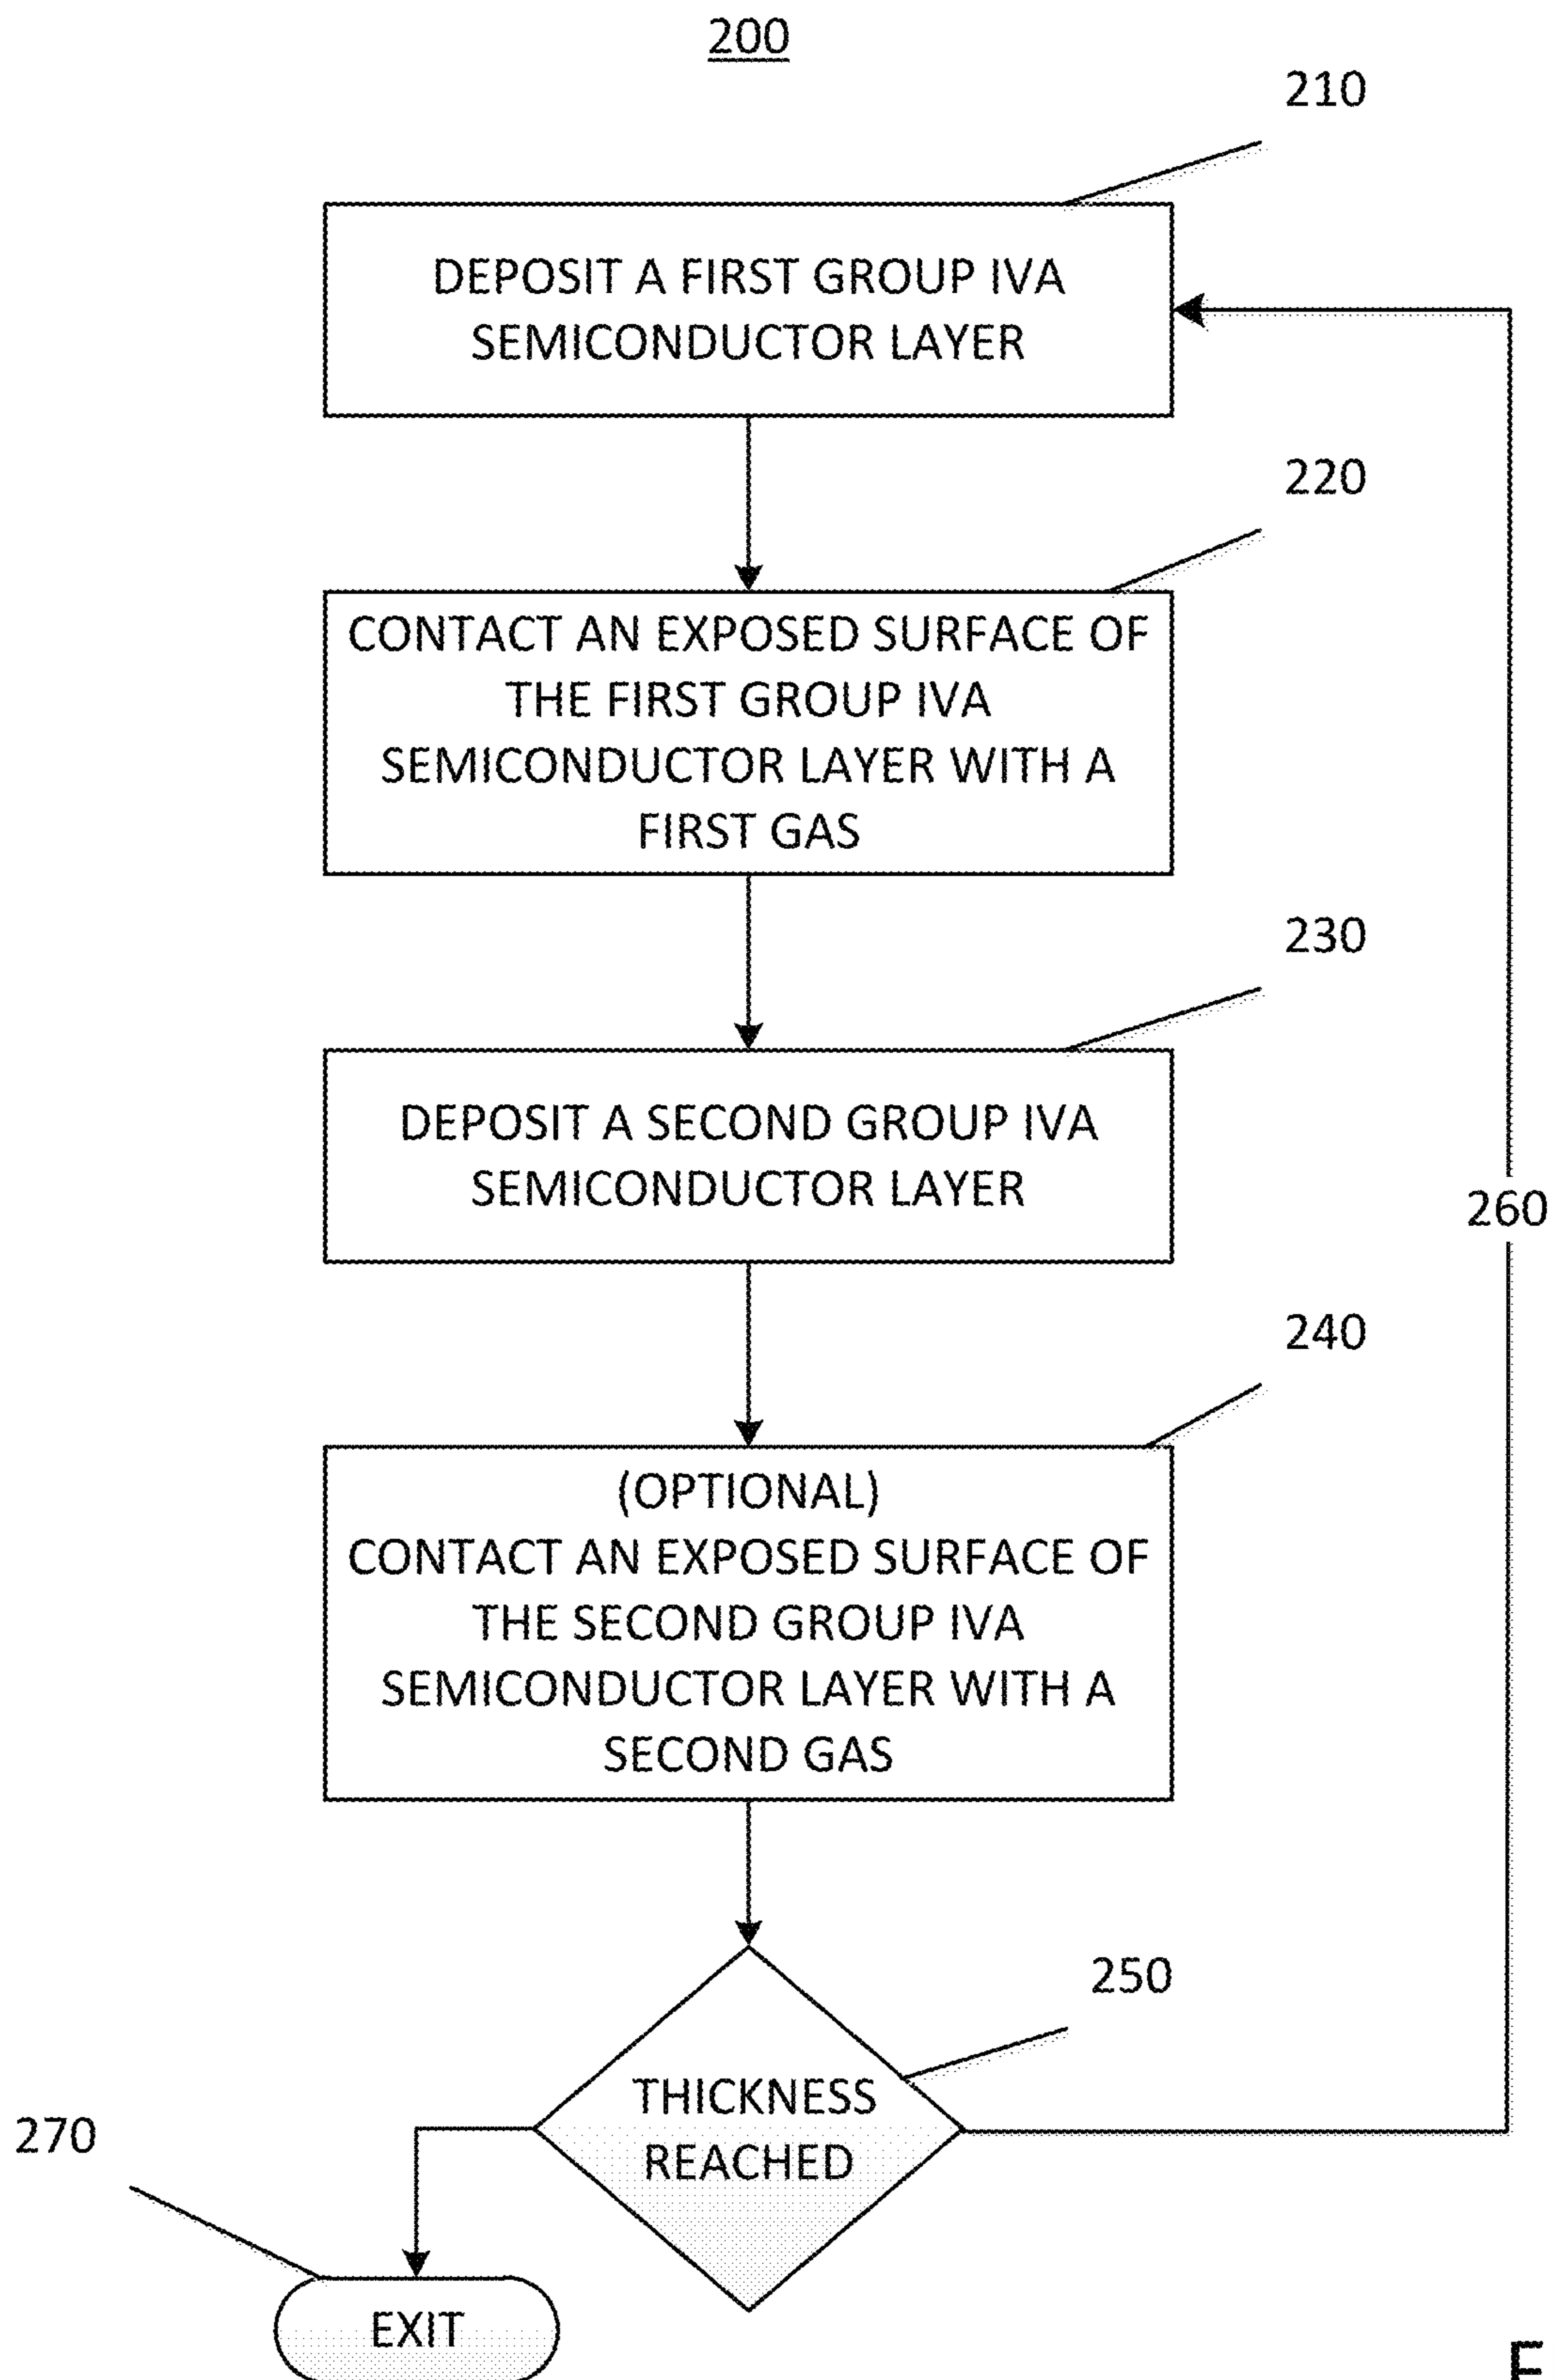 200
210
DEPOSIT A FIRST GROUP IVA
SEMICONDUCTOR LAYER
220
CONTACT AN EXPOSED SURFACE OF
THE FIRST GROUP IVA
SEMICONDUCTOR LAYER WITH A
FIRST GAS
230
DEPOSIT A SECOND GROUP IVA
SEMICONDUCTOR LAYER
260
240
(OPTIONAL)
CONTACT AN EXPOSED SURFACE OF
THE SECOND GROUP IVA
SEMICONDUCTOR LAYER WITH A
SECOND GAS
250
THICKNESS
REACHED
270
EXIT